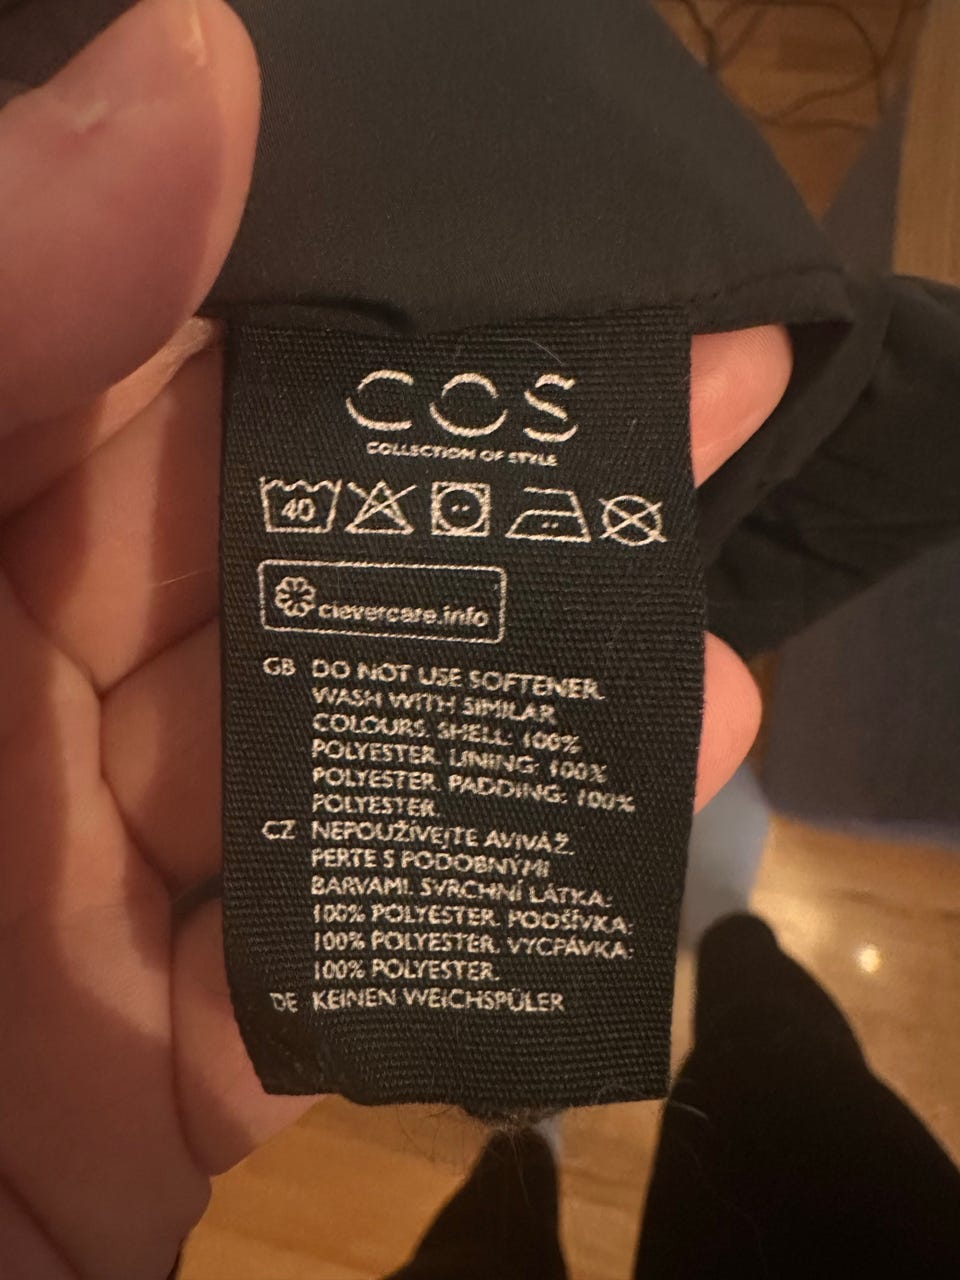 COS
COLLECTION OF STYLE
40
clevercare.info
GB DO NOT USE SOFTENER.
WASH WITH SIMILAR
COLOURS. SHELL: 100%
POLYESTER. LINING: 100%
POLYESTER. PADDING: 100%
POLYESTER.
CZ NEPOUŽÍVEJTE AVIVÁŽ.
PERTE S PODOBNÝMI
BARVAMI. SVRCHNÍ LÁTKA:
100% POLYESTER. PODŠÍVKA:
100% POLYESTER. VYCPÁVKA:
100% POLYESTER.
DE KEINEN WEICHSPÜLER